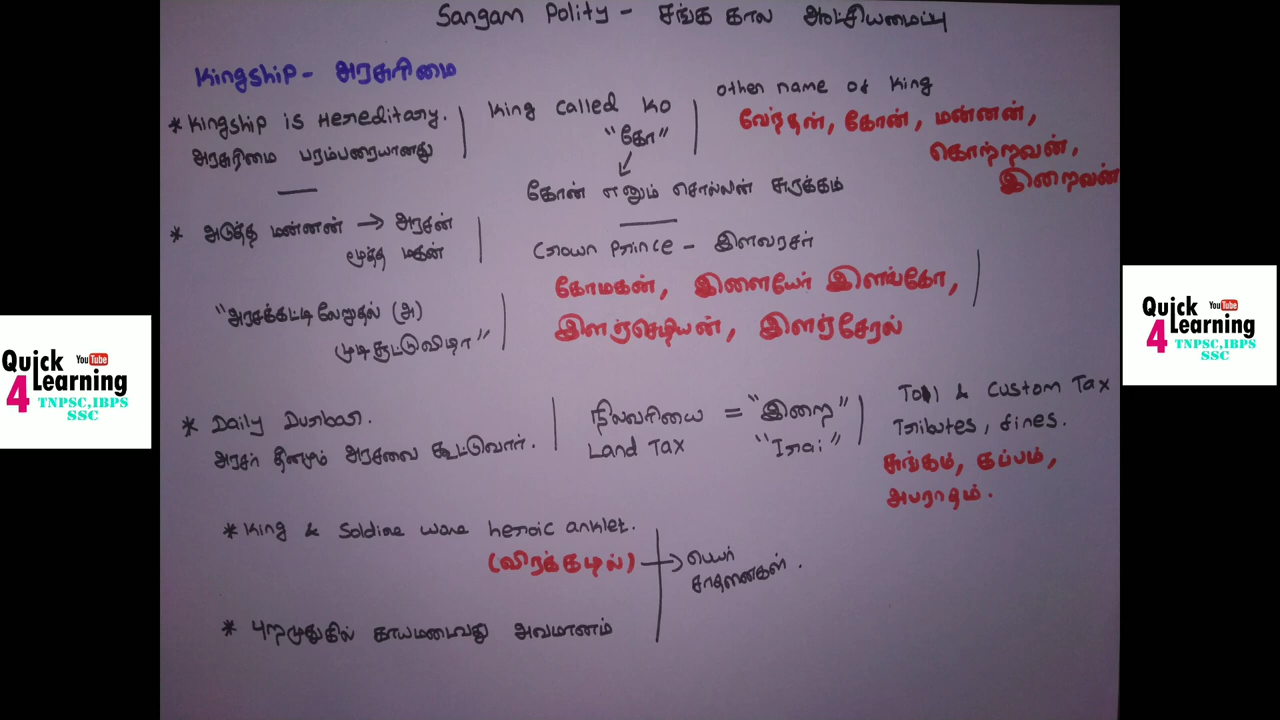 Sangam Polity - சங்க கால அரசியமைப்பு
Kingship - அரசுரிமை
* Kingship is Hereditary.
அரசுரிமை பரம்பரையானது
King called Ko
"கோ"
கோன் எனும் சொல்லின் சுருக்கம்
other name of King
வேந்தன், கோன், மன்னன்,
கொற்றவன்,
இறைவன்
* அடுத்த மன்னன் → அரசன்
மூத்த மகன்
Crown Prince - இளவரசர்
கோமகன், இளையோர் இளங்கோ,
இளஞ்செழியன், இளஞ்சேரல்
"அரசுக்கட்டிலேறுதல் (அ)
முடிசூட்டுவிழா"
* Daily Durbar.
அரசர் தினமும் அரசவை கூட்டுவார்.
நிலவரியை = "இறை"
Land Tax "Irai"
Toll & Custom Tax
Tributes, fines.
சுங்கம், கப்பம்,
அபராதம்.
* King & Soldire ware heroic anklet.
(வீரக்கழல்) → பெயர்
சாதனைகள்.
* புறமுதுகில் காயமடைவது அவமானம்
Quick
YouTube
4 Learning
TNPSC,IBPS
SSC
Quick
YouTube
4 Learning
TNPSC,IBPS
SSC